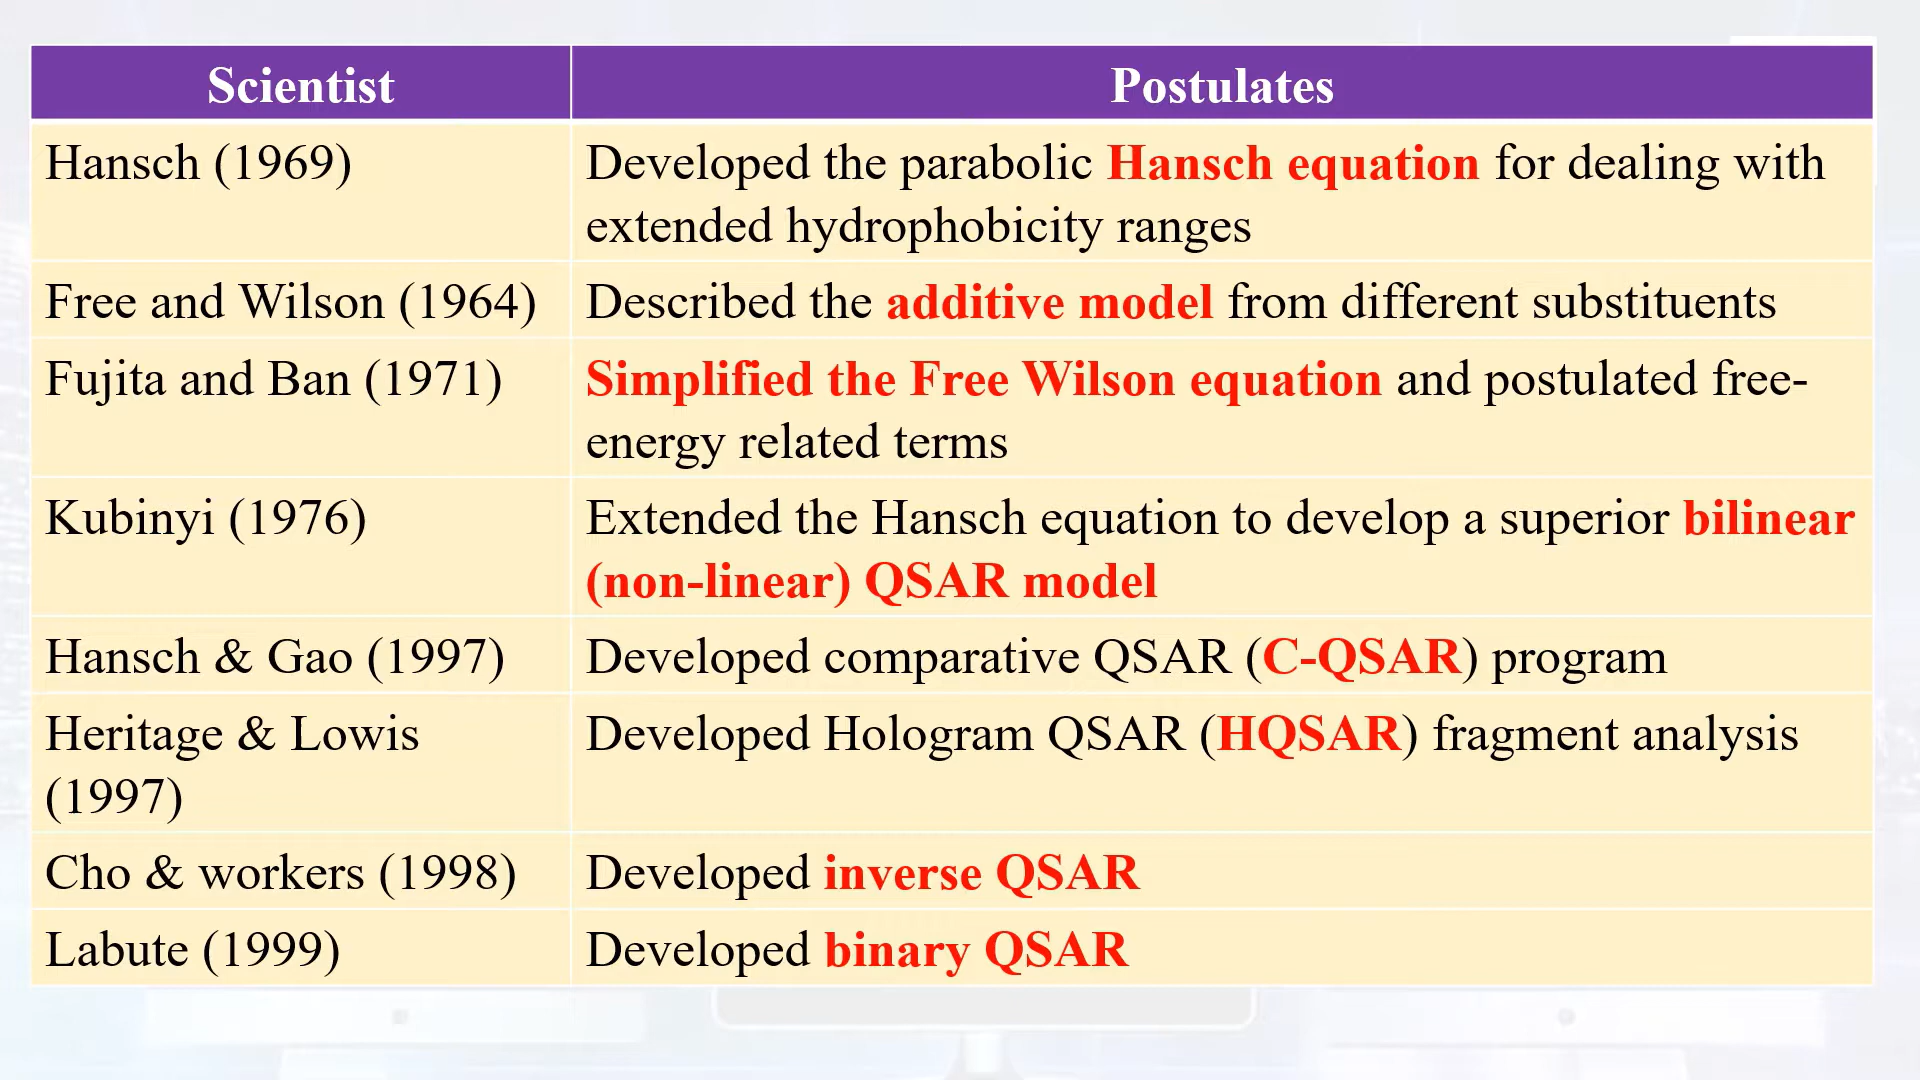 Scientist
Postulates
Hansch (1969)
Developed the parabolic Hansch equation for dealing with
extended hydrophobicity ranges
Free and Wilson (1964)
Described the additive model from different substituents
Fujita and Ban (1971)
Simplified the Free Wilson equation and postulated free-
energy related terms
Kubinyi (1976)
Extended the Hansch equation to develop a superior bilinear
(non-linear) QSAR model
Hansch & Gao (1997)
Developed comparative QSAR (C-QSAR) program
Heritage & Lowis
(1997)
Developed Hologram QSAR (HQSAR) fragment analysis
Cho & workers (1998)
Developed inverse QSAR
Labute (1999)
Developed binary QSAR